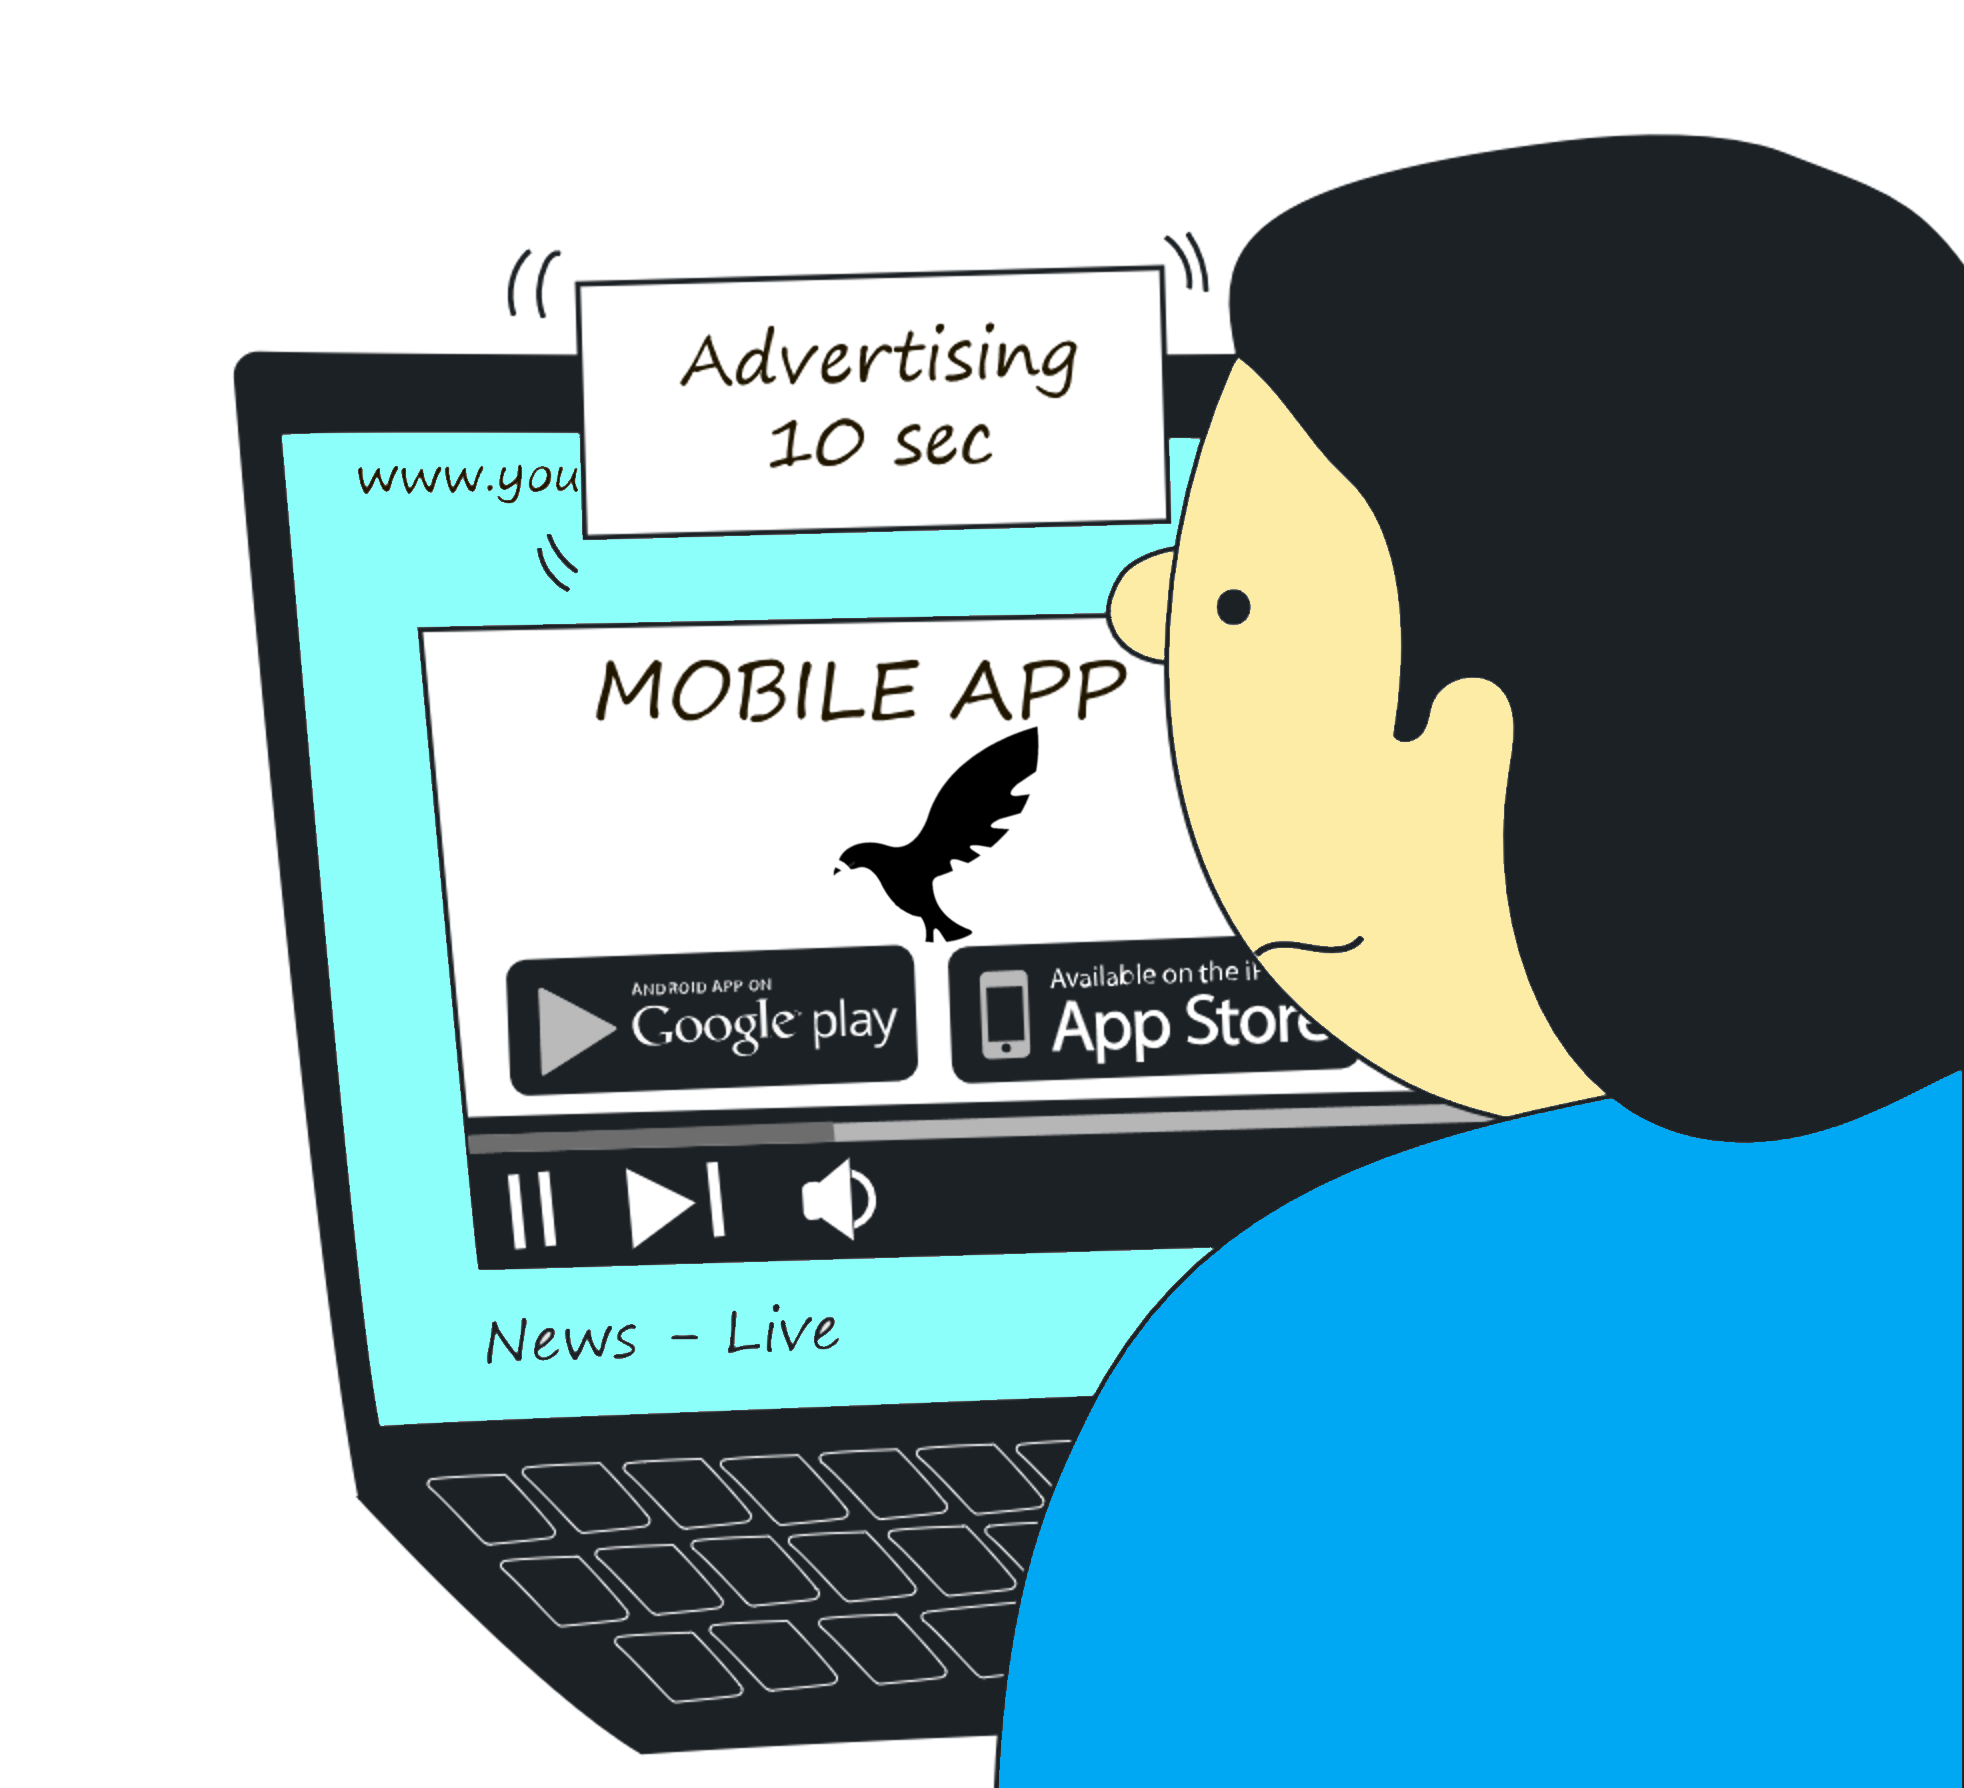 Advertising
10 sec
www.you
MOBILE APP
ANDROID APP ON
Google play
Available on the
App Store
News - Live